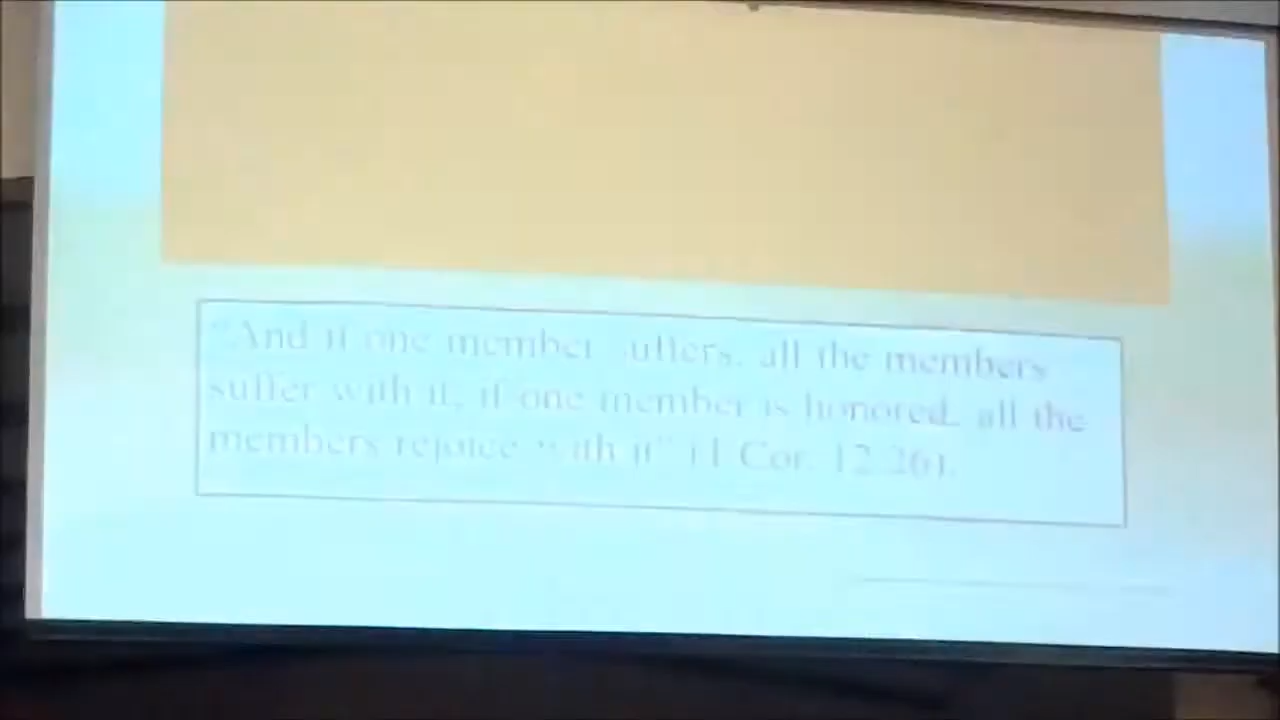 "And if one member suffers, all the members
suffer with it, if one member is honored, all the
members rejoice with it" (1 Cor. 12:26).